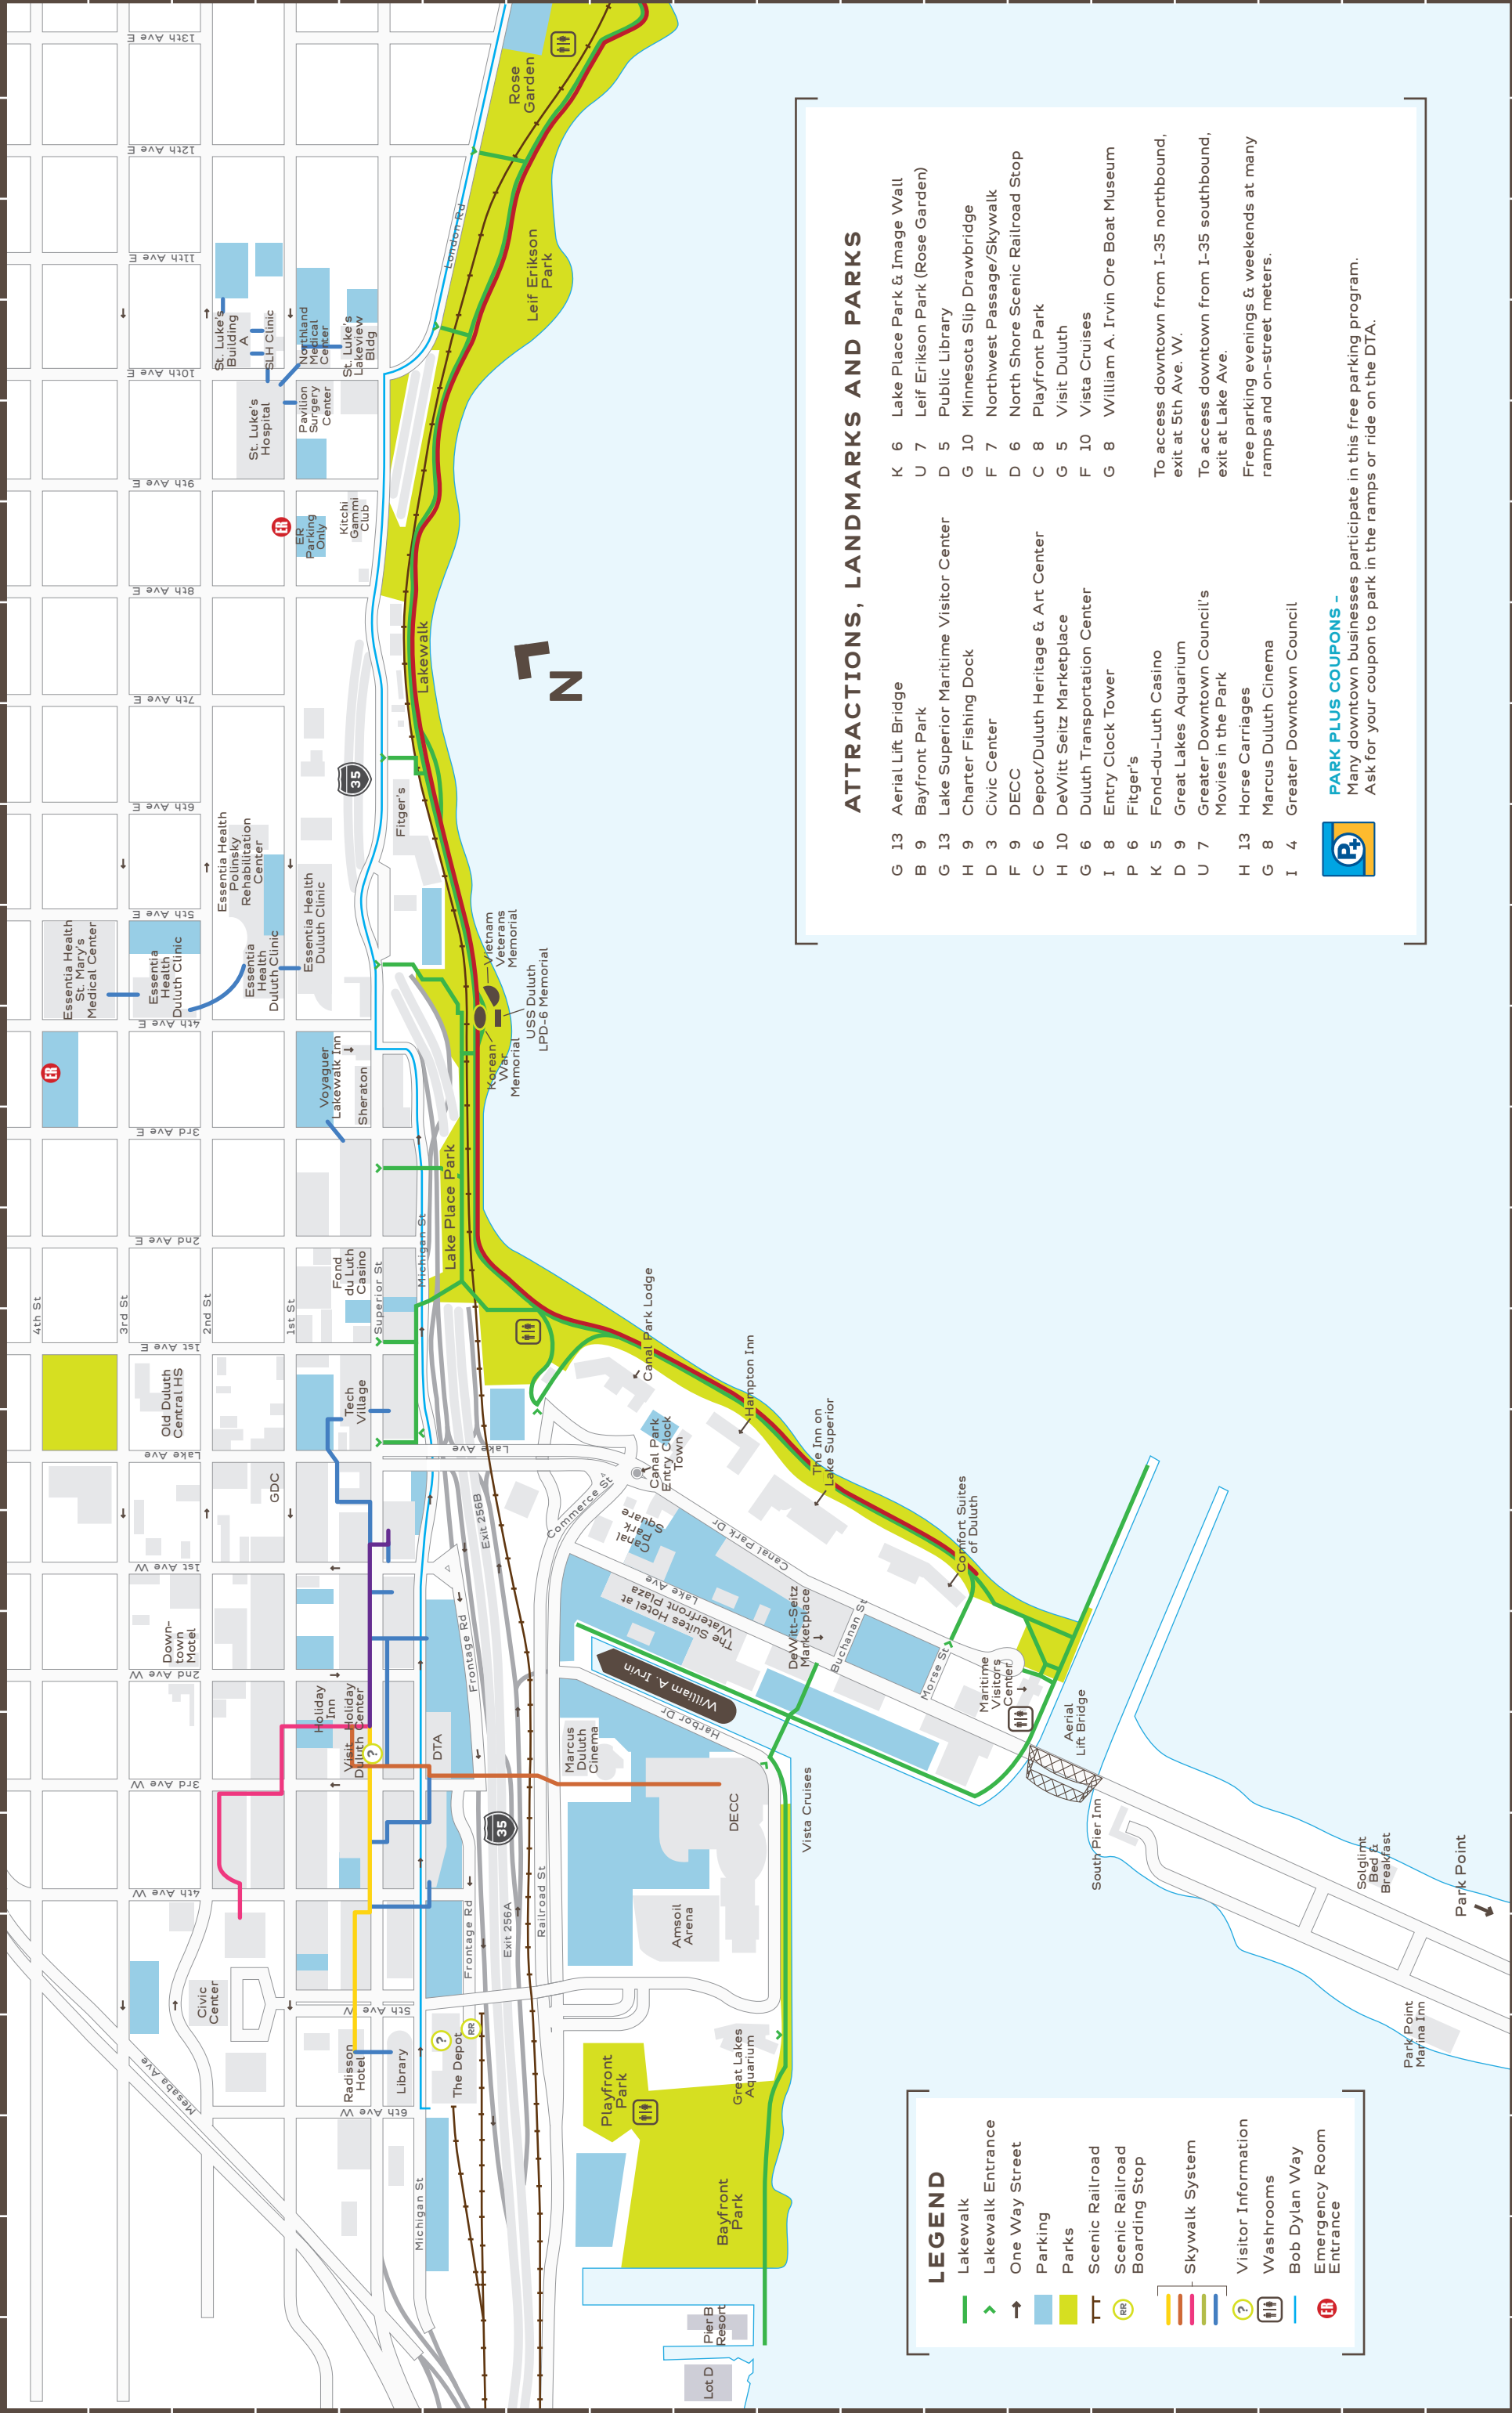 4th St
3rd St
2nd St
1st St
Superior St
Michigan St
Michigan St
London Rd
Mesaba Ave
6th Ave W
5th Ave W
4th Ave W
3rd Ave W
2nd Ave W
1st Ave W
Lake Ave
Lake Ave
1st Ave E
2nd Ave E
3rd Ave E
4th Ave E
5th Ave E
6th Ave E
7th Ave E
8th Ave E
9th Ave E
10th Ave E
11th Ave E
12th Ave E
13th Ave E
Civic
Center
Radisson
Hotel
Library
The Depot
?
RR
Down-
town
Motel
Holiday
Inn
Visit
Duluth
Holiday
Center
?
DTA
GDC
Old Duluth
Central HS
Tech
Village
Fond
du Luth
Casino
Voyaguer
Lakewalk Inn
Sheraton
ER
Essentia Health
St. Mary's
Medical Center
Essentia
Health
Duluth Clinic
Essentia
Health
Duluth Clinic
Essentia Health
Polinsky
Rehabilitation
Center
Essentia Health
Duluth Clinic
35
Fitger's
ER
ER
Parking
Only
Kitchi
Gammi
Club
St. Luke's
Hospital
Pavilion
Surgery
Center
St. Luke's
Building
A
SLH Clinic
Northland
Medical
Center
St. Luke's
Lakeview
Bldg
Rose
Garden
Leif Erikson
Park
Lakewalk
Lake Place Park
Korean
War
Memorial
Vietnam
Veterans
Memorial
USS Duluth
LPD-6 Memorial
N
Frontage Rd
Frontage Rd
Exit 256A
Exit 256B
Railroad St
35
Commerce St
Canal Park Dr
Lake Ave
Buchanan St
Morse St
Harbor Dr
Canal Park Lodge
Hampton Inn
The Inn on
Lake Superior
Comfort Suites
of Duluth
Canal Park
Entry Clock
Town
Canal
Park
Square
The Suites Hotel at
Waterfront Plaza
DeWitt-Seitz
Marketplace
William A. Irvin
Maritime
Visitors
Center
Aerial
Lift Bridge
Marcus
Duluth
Cinema
DECC
Vista Cruises
Amsoil
Arena
Great Lakes
Aquarium
Playfront
Park
Bayfront
Park
Pier B
Resort
Lot D
South Pier Inn
Solglimt
Bed &
Breakfast
Park Point
Park Point
Marina Inn
LEGEND
Lakewalk
Lakewalk Entrance
One Way Street
Parking
Parks
Scenic Railroad
RR Scenic Railroad
Boarding Stop
Skywalk System
? Visitor Information
Washrooms
Bob Dylan Way
ER Emergency Room
Entrance
ATTRACTIONS, LANDMARKS AND PARKS
G 13 Aerial Lift Bridge
B 9 Bayfront Park
G 13 Lake Superior Maritime Visitor Center
H 9 Charter Fishing Dock
D 3 Civic Center
F 9 DECC
C 6 Depot/Duluth Heritage & Art Center
H 10 DeWitt Seitz Marketplace
G 6 Duluth Transportation Center
I 8 Entry Clock Tower
P 6 Fitger's
K 5 Fond-du-Luth Casino
D 9 Great Lakes Aquarium
U 7 Greater Downtown Council's
Movies in the Park
H 13 Horse Carriages
G 8 Marcus Duluth Cinema
I 4 Greater Downtown Council
K 6 Lake Place Park & Image Wall
U 7 Leif Erikson Park (Rose Garden)
D 5 Public Library
G 10 Minnesota Slip Drawbridge
F 7 Northwest Passage/Skywalk
D 6 North Shore Scenic Railroad Stop
C 8 Playfront Park
G 5 Visit Duluth
F 10 Vista Cruises
G 8 William A. Irvin Ore Boat Museum
To access downtown from I-35 northbound,
exit at 5th Ave. W.
To access downtown from I-35 southbound,
exit at Lake Ave.
Free parking evenings & weekends at many
ramps and on-street meters.
P+
PARK PLUS COUPONS –
Many downtown businesses participate in this free parking program.
Ask for your coupon to park in the ramps or ride on the DTA.